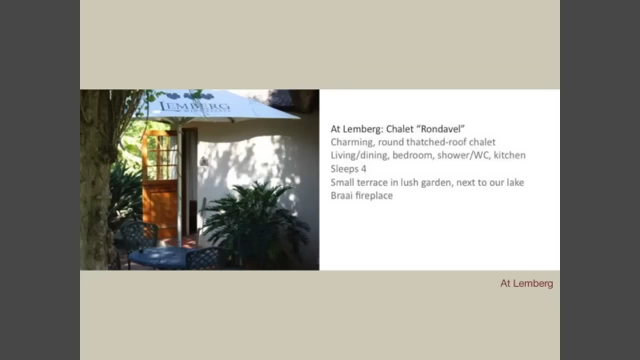 LEMBERG
At Lemberg: Chalet “Rondavel”
Charming, round thatched-roof chalet
Living/dining, bedroom, shower/WC, kitchen
Sleeps 4
Small terrace in lush garden, next to our lake
Braai fireplace
At Lemberg